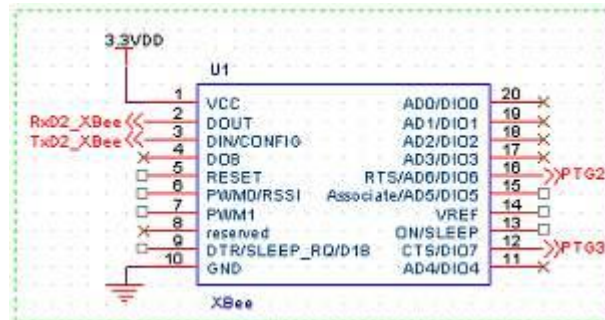 3.3VDD
U1
1 VCC AD0/DIO0 20
RxD2_XBee 2 DOUT AD1/DIO1 19
TxD2_XBee 3 DIN/CONFIG AD2/DIO2 18
4 DO8 AD3/DIO3 17
5 RESET RTS/AD6/DIO6 16 PTG2
6 PWM0/RSSI Associate/AD5/DIO5 15
7 PWM1 VREF 14
8 reserved ON/SLEEP 13
9 DTR/SLEEP_RQ/D18 CTS/DIO7 12 PTG3
10 GND AD4/DIO4 11
XBee